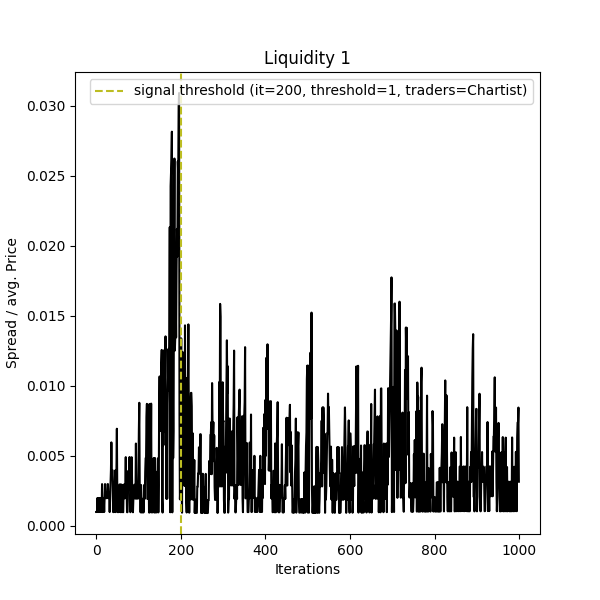 Liquidity 1
signal threshold (it=200, threshold=1, traders=Chartist)
0.030
0.025
0.020
0.015
0.010
0.005
0.000
Spread / avg. Price
0 200 400 600 800 1000
Iterations